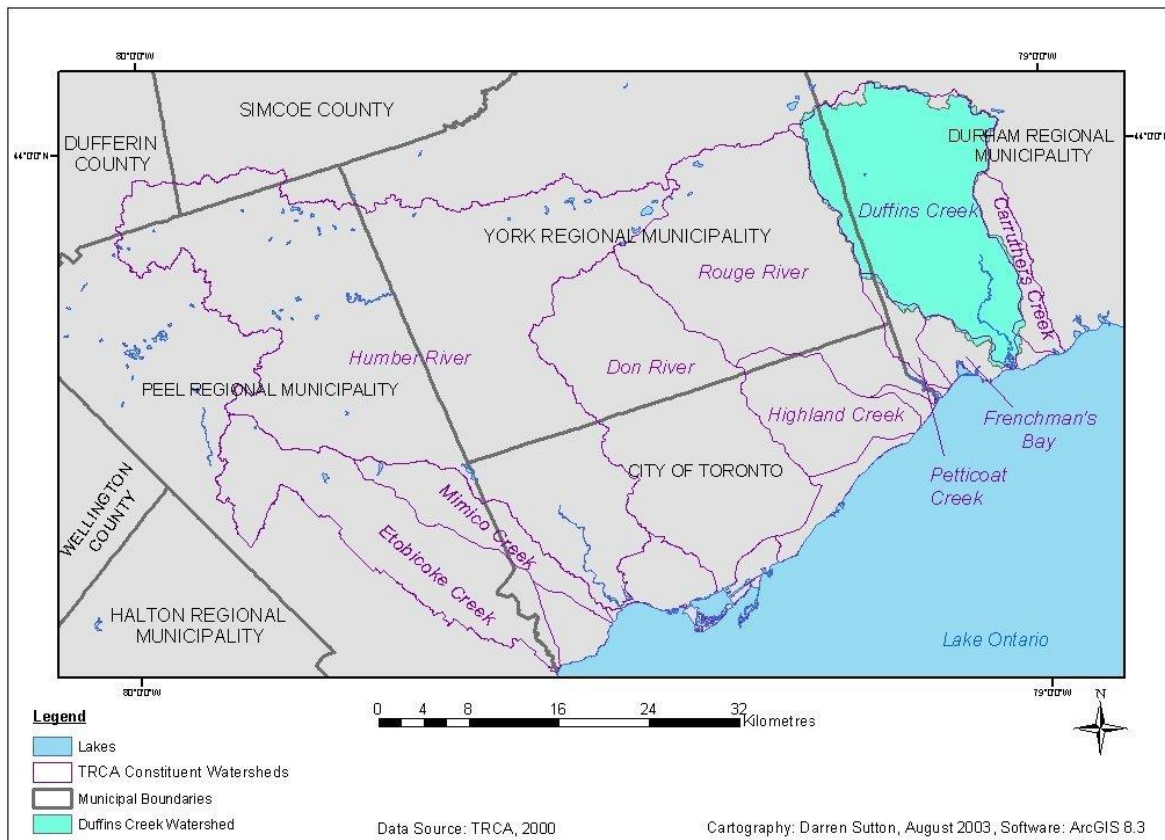 80°0'0"W
79°0'0"W
SIMCOE COUNTY
DUFFERIN
COUNTY
DURHAM REGIONAL
MUNICIPALITY
44°0'0"N
44°0'0"N
Duffins Creek
Carruthers Creek
YORK REGIONAL MUNICIPALITY
Rouge River
Humber River
Don River
PEEL REGIONAL MUNICIPALITY
Highland Creek
Frenchman's
Bay
CITY OF TORONTO
Petticoat
Creek
WELLINGTON
COUNTY
Mimico Creek
Etobicoke Creek
HALTON REGIONAL
MUNICIPALITY
Lake Ontario
80°0'0"W
79°0'0"W
Legend
Lakes
TRCA Constituent Watersheds
Municipal Boundaries
Duffins Creek Watershed
0 4 8 16 24 32
Kilometres
N
Data Source: TRCA, 2000
Cartography: Darren Sutton, August 2003, Software: ArcGIS 8.3